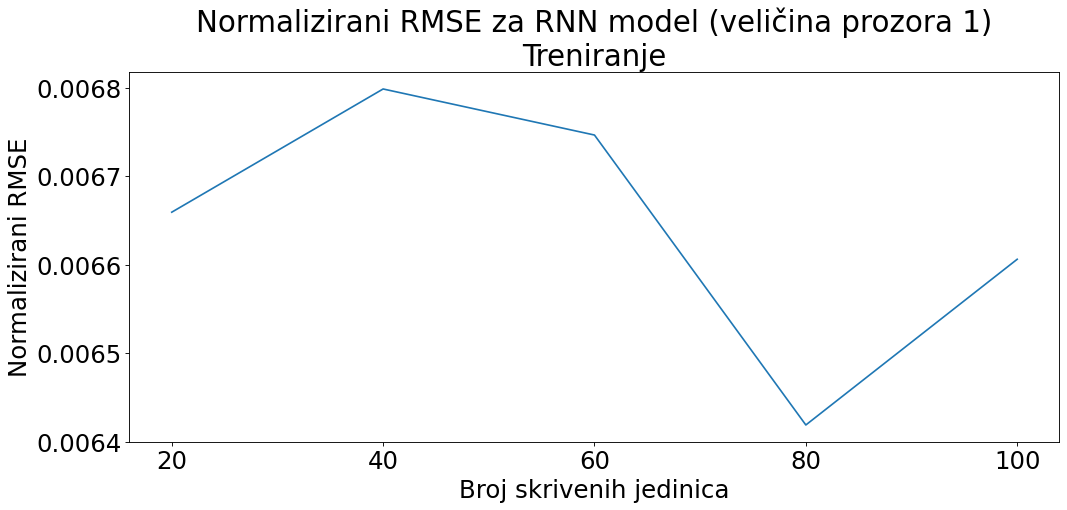 Normalizirani RMSE za RNN model (veličina prozora 1)
Treniranje
Normalizirani RMSE
0.0068
0.0067
0.0066
0.0065
0.0064
20 40 60 80 100
Broj skrivenih jedinica